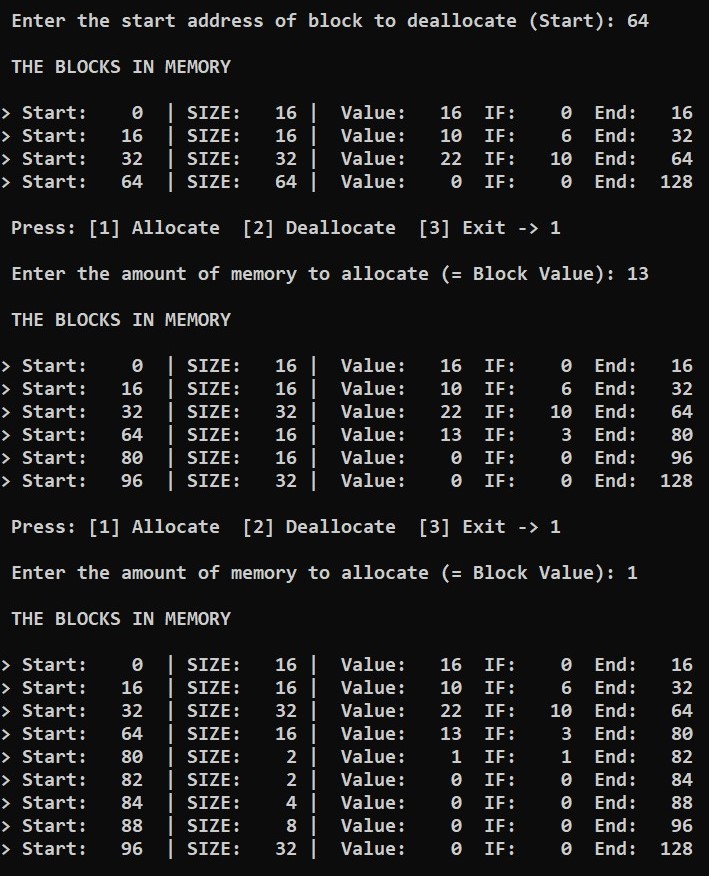 Enter the start address of block to deallocate (Start): 64
THE BLOCKS IN MEMORY
> Start:    0  | SIZE:   16 |  Value:   16  IF:    0  End:   16
> Start:   16  | SIZE:   16 |  Value:   10  IF:    6  End:   32
> Start:   32  | SIZE:   32 |  Value:   22  IF:   10  End:   64
> Start:   64  | SIZE:   64 |  Value:    0  IF:    0  End:  128
Press: [1] Allocate  [2] Deallocate  [3] Exit -> 1
Enter the amount of memory to allocate (= Block Value): 13
THE BLOCKS IN MEMORY
> Start:    0  | SIZE:   16 |  Value:   16  IF:    0  End:   16
> Start:   16  | SIZE:   16 |  Value:   10  IF:    6  End:   32
> Start:   32  | SIZE:   32 |  Value:   22  IF:   10  End:   64
> Start:   64  | SIZE:   16 |  Value:   13  IF:    3  End:   80
> Start:   80  | SIZE:   16 |  Value:    0  IF:    0  End:   96
> Start:   96  | SIZE:   32 |  Value:    0  IF:    0  End:  128
Press: [1] Allocate  [2] Deallocate  [3] Exit -> 1
Enter the amount of memory to allocate (= Block Value): 1
THE BLOCKS IN MEMORY
> Start:    0  | SIZE:   16 |  Value:   16  IF:    0  End:   16
> Start:   16  | SIZE:   16 |  Value:   10  IF:    6  End:   32
> Start:   32  | SIZE:   32 |  Value:   22  IF:   10  End:   64
> Start:   64  | SIZE:   16 |  Value:   13  IF:    3  End:   80
> Start:   80  | SIZE:    2 |  Value:    1  IF:    1  End:   82
> Start:   82  | SIZE:    2 |  Value:    0  IF:    0  End:   84
> Start:   84  | SIZE:    4 |  Value:    0  IF:    0  End:   88
> Start:   88  | SIZE:    8 |  Value:    0  IF:    0  End:   96
> Start:   96  | SIZE:   32 |  Value:    0  IF:    0  End:  128